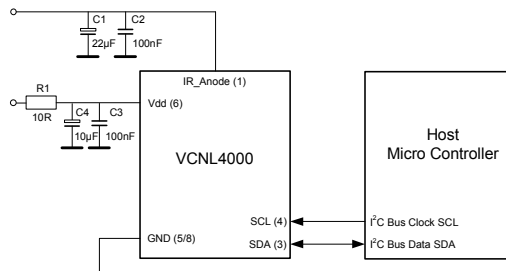 C1
C2
22µF
100nF
IR_Anode (1)
R1
Vdd (6)
10R
C4
C3
10µF
100nF
VCNL4000
Host
Micro Controller
SCL (4)
I²C Bus Clock SCL
GND (5/8)
SDA (3)
I²C Bus Data SDA